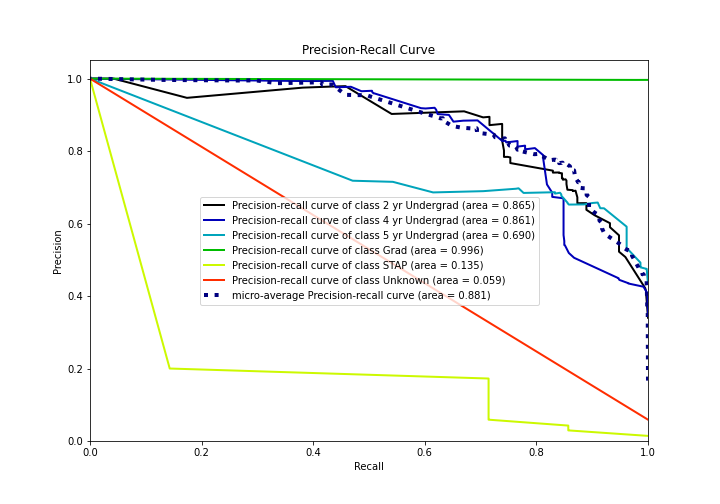 Precision-Recall Curve
Precision
1.0
0.8
0.6
0.4
0.2
0.0
Precision-recall curve of class 2 yr Undergrad (area = 0.865)
Precision-recall curve of class 4 yr Undergrad (area = 0.861)
Precision-recall curve of class 5 yr Undergrad (area = 0.690)
Precision-recall curve of class Grad (area = 0.996)
Precision-recall curve of class STAP (area = 0.135)
Precision-recall curve of class Unknown (area = 0.059)
micro-average Precision-recall curve (area = 0.881)
0.0 0.2 0.4 0.6 0.8 1.0
Recall